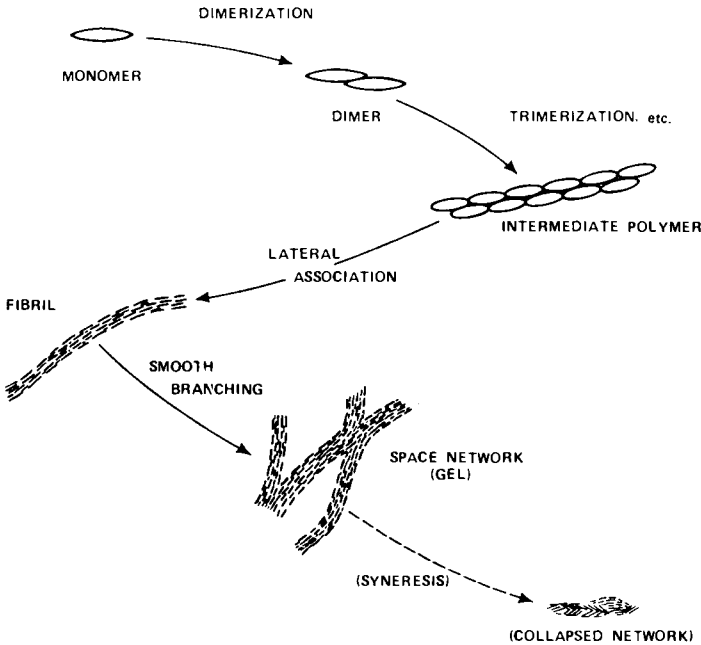 DIMERIZATION
MONOMER
DIMER
TRIMERIZATION, etc.
INTERMEDIATE POLYMER
LATERAL
ASSOCIATION
FIBRIL
SMOOTH
BRANCHING
SPACE NETWORK
(GEL)
(SYNERESIS)
(COLLAPSED NETWORK)